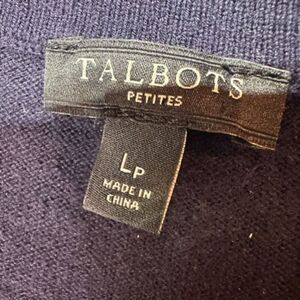 TALBOTS
PETITES
LP
MADE IN
CHINA